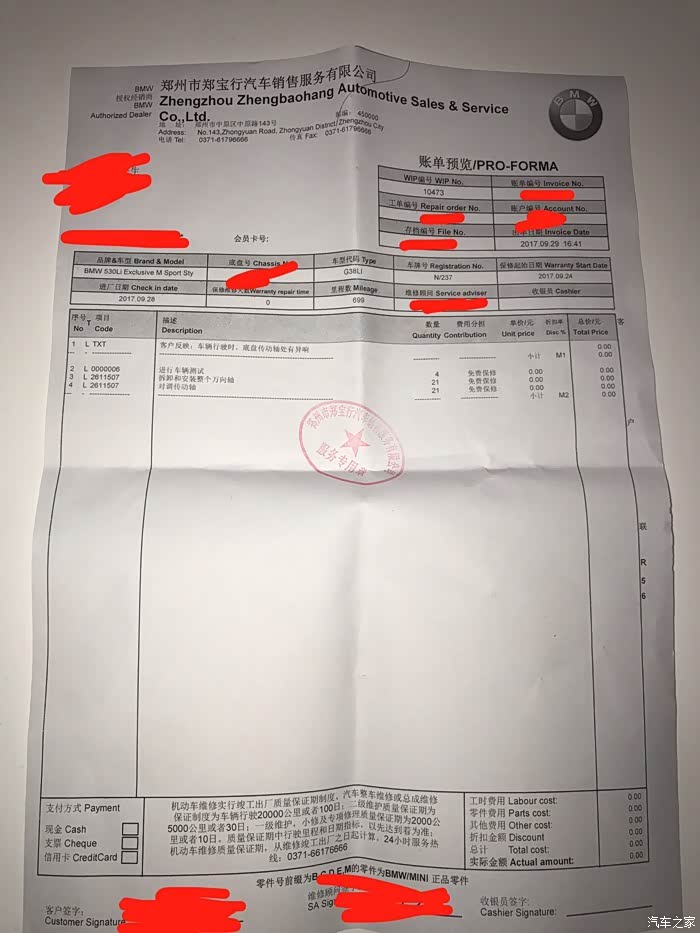 BMW
授权经销商
BMW
Authorized Dealer
郑州市郑宝行汽车销售服务有限公司
Zhengzhou Zhengbaohang Automotive Sales & Service
Co.,Ltd.
地 址: 郑州市中原区中原路143号 邮编: 450000
Address: No.143,Zhongyuan Road, Zhongyuan District, Zhengzhou City
电话 Tel: 0371-61796666 传真 Fax: 0371-61796666
BMW
账单预览/PRO-FORMA
WIP编号 WIP No. 账单编号 Invoice No.
10473
工单编号 Repair order No. 账户编号 Account No.
存档编号 File No. 出单日期 Invoice Date
2017.09.29 16:41
会员卡号:
品牌&车型 Brand & Model 底盘号 Chassis 车型代码 Type 车牌号 Registration No. 保修起始日期 Warranty Start Date
BMW 530Li Exclusive M Sport Sty G38LI N/237 2017.09.24
进厂日期 Check in date Warranty repair time 里程数 Mileage 维修顾问 Service adviser 收银员 Cashier
2017.09.28 0 699
序号 T 项目 描述 数量 费用分担 单价/元 折扣率 总价/元
No Code Description Quantity Contribution Unit price Disc % Total Price
1 L TXT 客户反映: 车辆行驶时, 底盘传动轴处有异响 0.00
小计 M1 0.00
2 L 0000006 进行车辆测试 4 免费保修 0.00 0.00
3 L 2611507 拆卸和安装整个万向轴 21 免费保修 0.00 0.00
4 L 2611507 对调传动轴 21 免费保修 0.00 0.00
小计 M2 0.00
郑州市郑宝行汽车销售服务有限公司
服务专用章
客
户
联
R
5
6
支付方式 Payment
现金 Cash
支票 Cheque
信用卡 CreditCard
机动车维修实行竣工出厂质量保证期制度, 汽车整车维修或总成维修
保证制度为车辆行驶20000公里或者100日; 二级维护质量保证期为
5000公里或者30日; 一级维护, 小修及专项修理质量保证期为2000公
里或者10日, 质量保证期中行驶里程和日期指标, 以先达到着为准;
机动车维修质量保证期, 从维修竣工出厂之日起计算, 24小时服务热
线: 0371-66176666
工时费用 Labour cost: 0.00
零件费用 Parts cost: 0.00
其他费用 Other cost: 0.00
折扣金额 Discount 0.00
总计 Total cost: 0.00
实际金额 Actual amount: 0.00
零件号前缀为B,C,D,E,M的零件为BMW/MINI 正品零件
客户签字:
Customer Signature
维修顾问
SA Sig
收银员签字:
Cashier Signature:
汽车之家